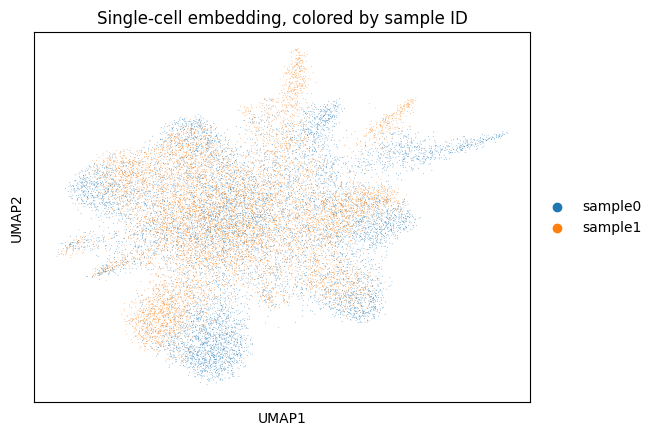 Single-cell embedding, colored by sample ID
UMAP2
sample0
sample1
UMAP1